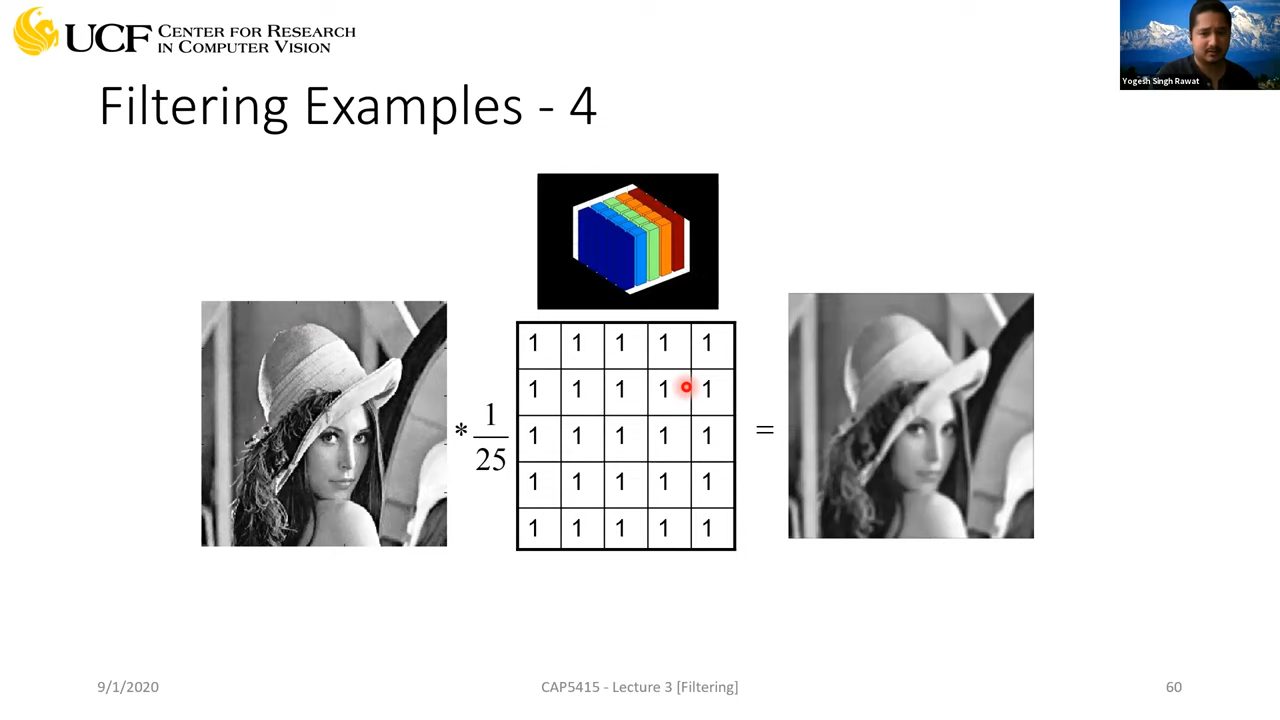 UCF CENTER FOR RESEARCH
IN COMPUTER VISION
Yogesh Singh Rawat
Filtering Examples - 4
1 1 1 1 1
1 1 1 1 1
* 1/25 1 1 1 1 1 =
1 1 1 1 1
1 1 1 1 1
9/1/2020 CAP5415 - Lecture 3 [Filtering] 60